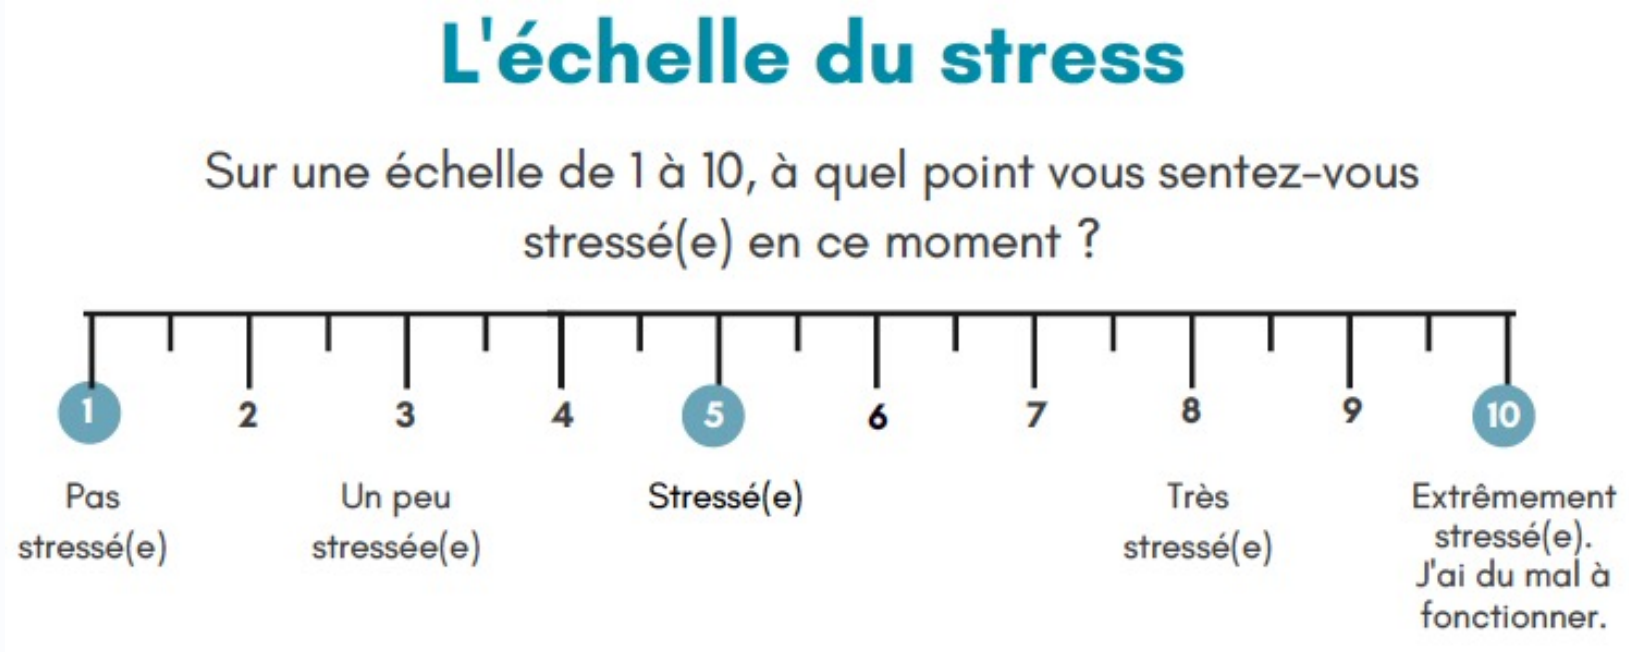 L'échelle du stress
Sur une échelle de 1 à 10, à quel point vous sentez-vous
stressé(e) en ce moment ?
1 2 3 4 5 6 7 8 9 10
Pas
stressé(e)
Un peu
stressée(e)
Stressé(e)
Très
stressé(e)
Extrêmement
stressé(e).
J'ai du mal à
fonctionner.